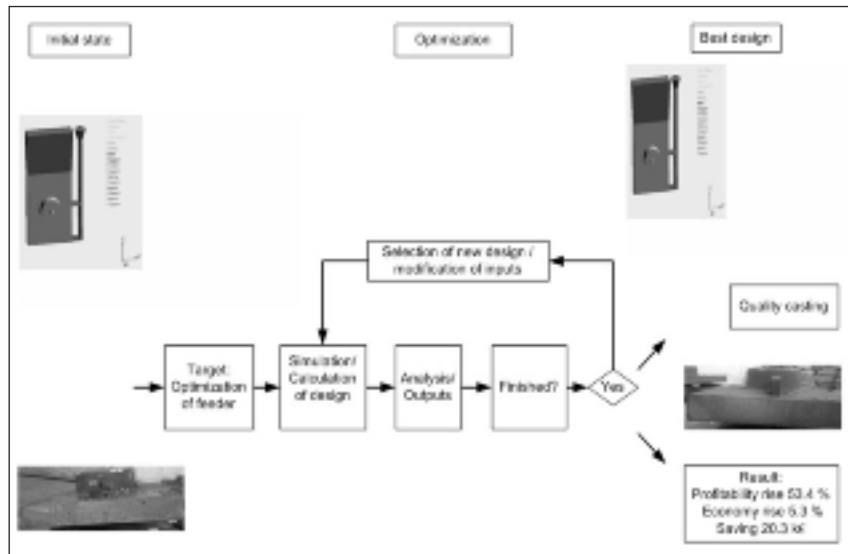 Initial state
Optimization
Best design
Selection of new design /
modification of inputs
Quality casting
Target:
Optimization
of feeder
Simulation/
Calculation
of design
Analysis/
Outputs
Finished?
Yes
Result:
Profitability rise 53.4 %
Economy rise 5.3 %
Saving 20.3 k€